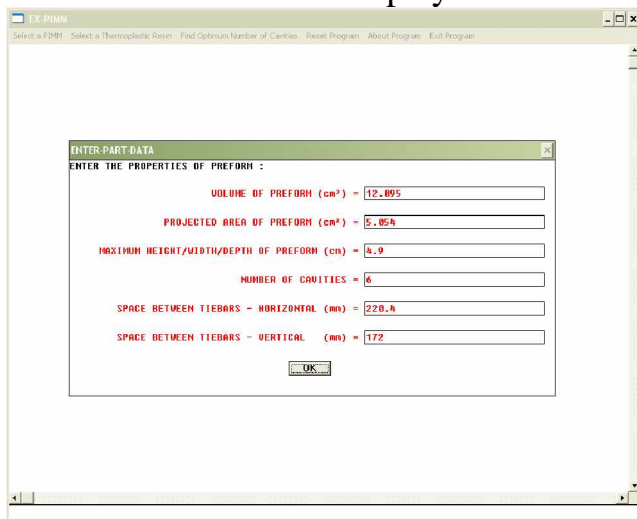 EX-PIMM
Select a PIMM Select a Thermoplastic Resin Find Optimum Number of Cavities Reset Program About Program Exit Program
ENTER-PART-DATA
ENTER THE PROPERTIES OF PREFORM :
VOLUME OF PREFORM (cm³) = 12.095
PROJECTED AREA OF PREFORM (cm²) = 5.054
MAXIMUM HEIGHT/WIDTH/DEPTH OF PREFORM (cm) = 4.9
NUMBER OF CAVITIES = 6
SPACE BETWEEN TIEBARS - HORIZONTAL (mm) = 220.4
SPACE BETWEEN TIEBARS - VERTICAL (mm) = 172
OK